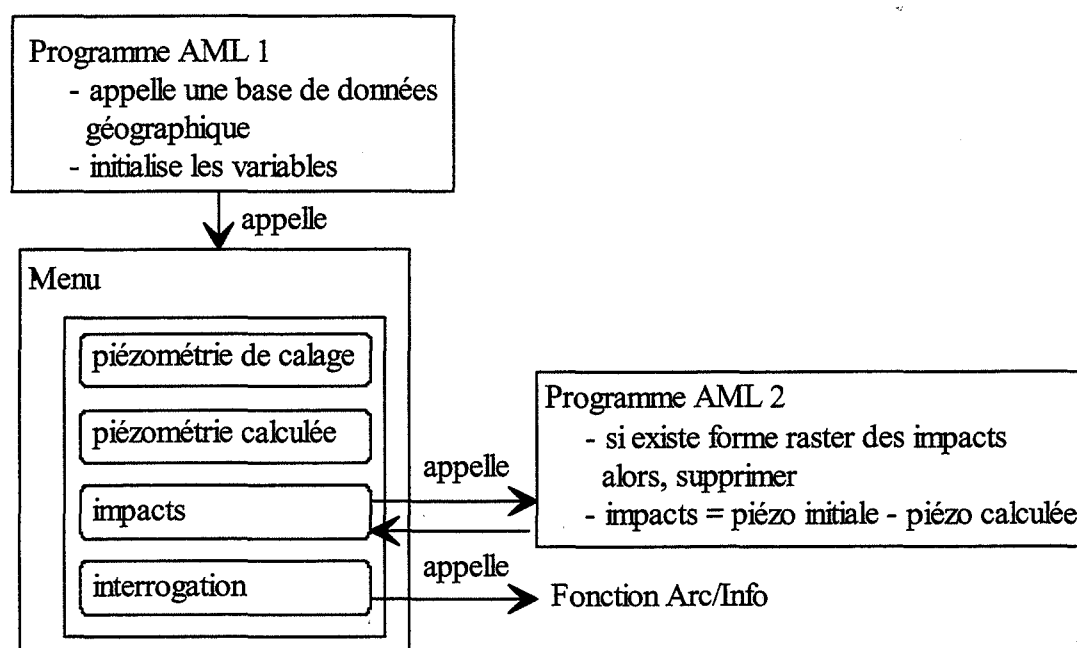 Programme AML 1
- appelle une base de données
géographique
- initialise les variables
appelle
Menu
piézométrie de calage
piézométrie calculée
impacts
interrogation
appelle
Programme AML 2
- si existe forme raster des impacts
alors, supprimer
- impacts = piézo initiale - piézo calculée
appelle
Fonction Arc/Info